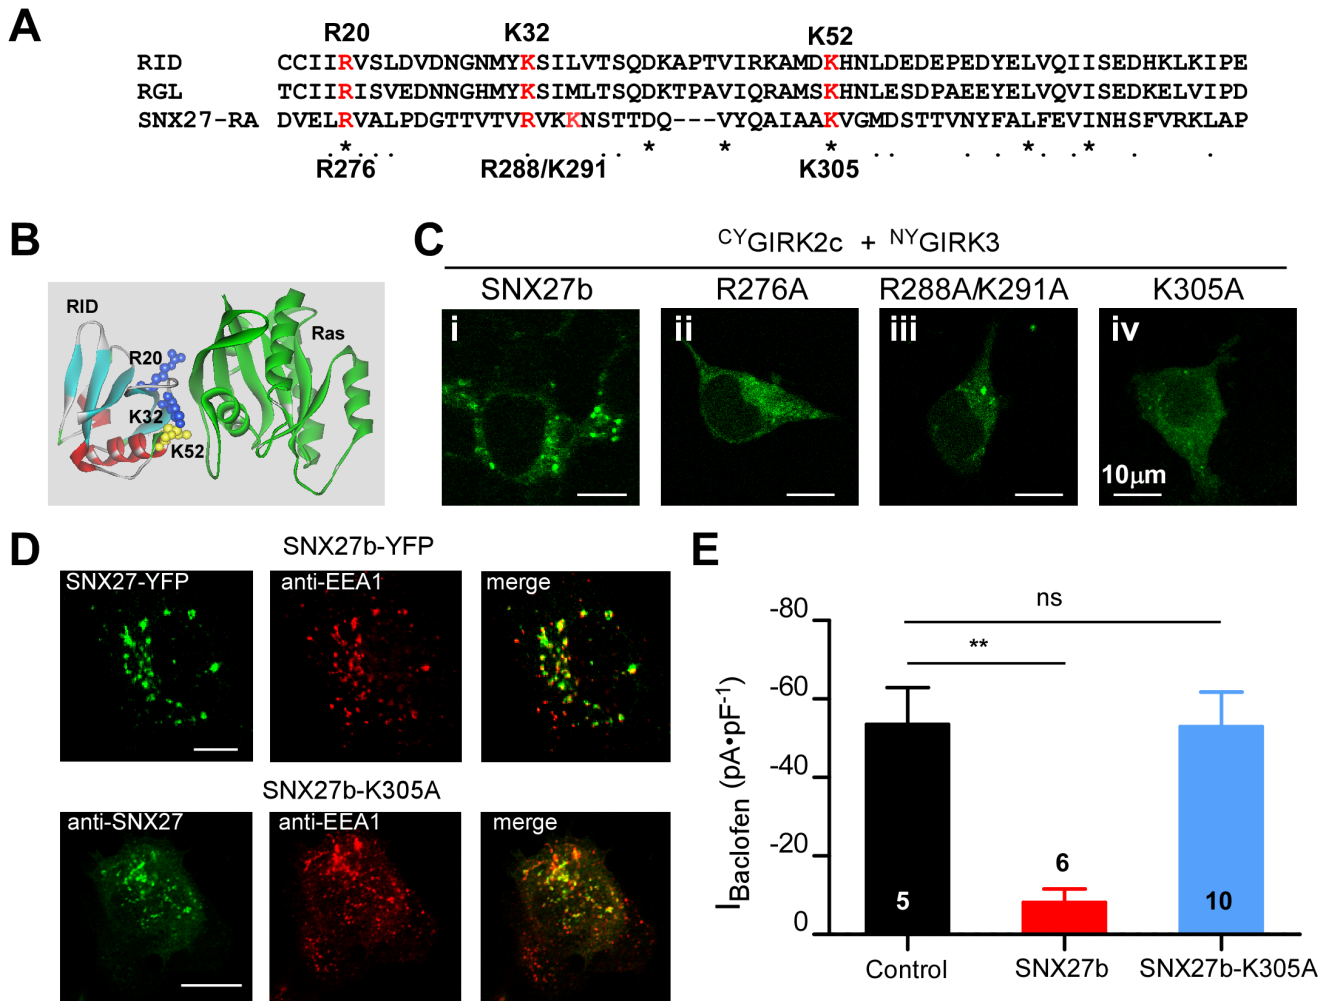 A
R20 K32 K52
RID CCIIRVSLDVDNGNMYKSILVTSQDKAPTVIRKAMDKHNLDEDEPEDYELVQIISEDHKLKIPE
RGL TCIIRISVEDNNGHMYKSIMLTSQDKTPAVIQRAMSKHNLESDPAEEYELVQIISEDKELVIPD
SNX27-RA DVELRVALPDGTTVTVRVKKNSTTDQ---VYQAIAAKVGMDSTTVNYFALFEVINHSFVRKLAP
.*. . . . . * * * . . . . * . * . .
R276 R288/K291 K305
B
RID
R20
Ras
K32
K52
C
CYGIRK2c + NYGIRK3
SNX27b R276A R288A/K291A K305A
i ii iii iv
10μm
D
SNX27b-YFP
SNX27-YFP anti-EEA1 merge
SNX27b-K305A
anti-SNX27 anti-EEA1 merge
E
IBaclofen (pA•pF-1)
-80
-60
-40
-20
0
ns
**
5 6 10
Control SNX27b SNX27b-K305A